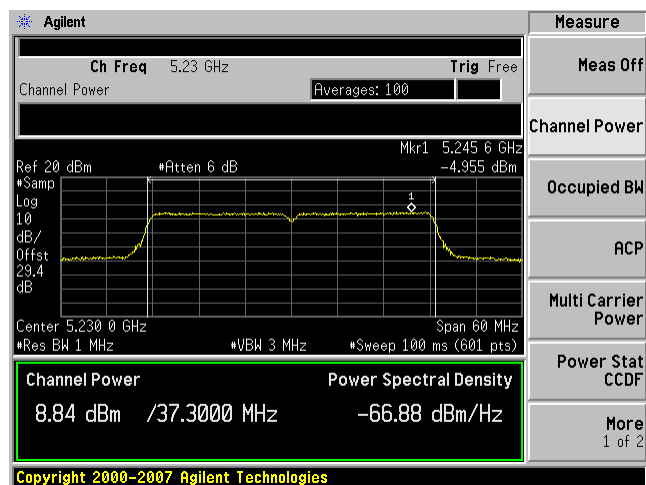 Agilent
Measure
Ch Freq 5.23 GHz Trig Free
Channel Power Averages: 100
Mkr1 5.245 6 GHz
Ref 20 dBm #Atten 6 dB -4.955 dBm
#Samp
Log
10
dB/
Offst
29.4
dB
1
Center 5.230 0 GHz Span 60 MHz
#Res BW 1 MHz #VBW 3 MHz #Sweep 100 ms (601 pts)
Channel Power Power Spectral Density
8.84 dBm /37.3000 MHz -66.88 dBm/Hz
Meas Off
Channel Power
Occupied BW
ACP
Multi Carrier
Power
Power Stat
CCDF
More
1 of 2
Copyright 2000-2007 Agilent Technologies